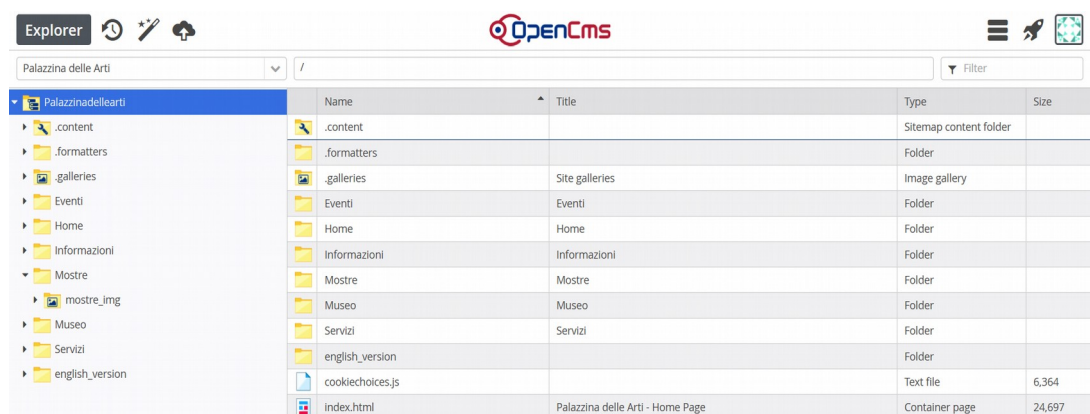 Explorer OpenCms
Palazzina delle Arti / Filter
Palazzinadellearti
.content
.formatters
.galleries
Eventi
Home
Informazioni
Mostre
mostre_img
Museo
Servizi
english_version
Name Title Type Size
.content Sitemap content folder
.formatters Folder
.galleries Site galleries Image gallery
Eventi Eventi Folder
Home Home Folder
Informazioni Informazioni Folder
Mostre Mostre Folder
Museo Museo Folder
Servizi Servizi Folder
english_version Folder
cookiechoices.js Text file 6,364
index.html Palazzina delle Arti - Home Page Container page 24,697